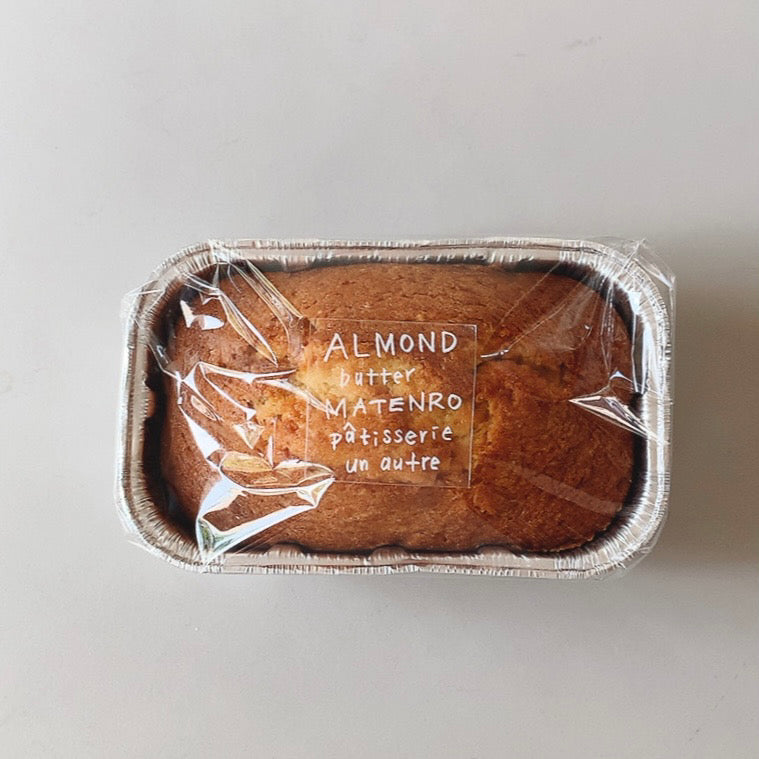 ALMOND
butter
MATENRO
pâtisserie
un autre